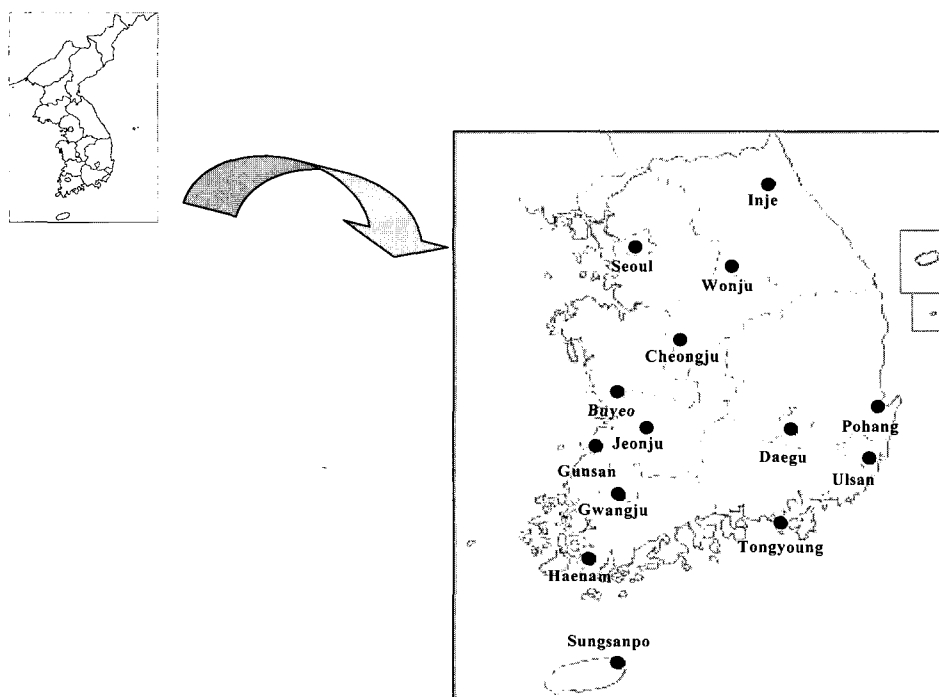 Inje
Seoul
Wonju
Cheongju
Buyeo
Pohang
Jeonju
Daegu
Gunsan
Ulsan
Gwangju
Tongyoung
Haenam
Sungsanpo